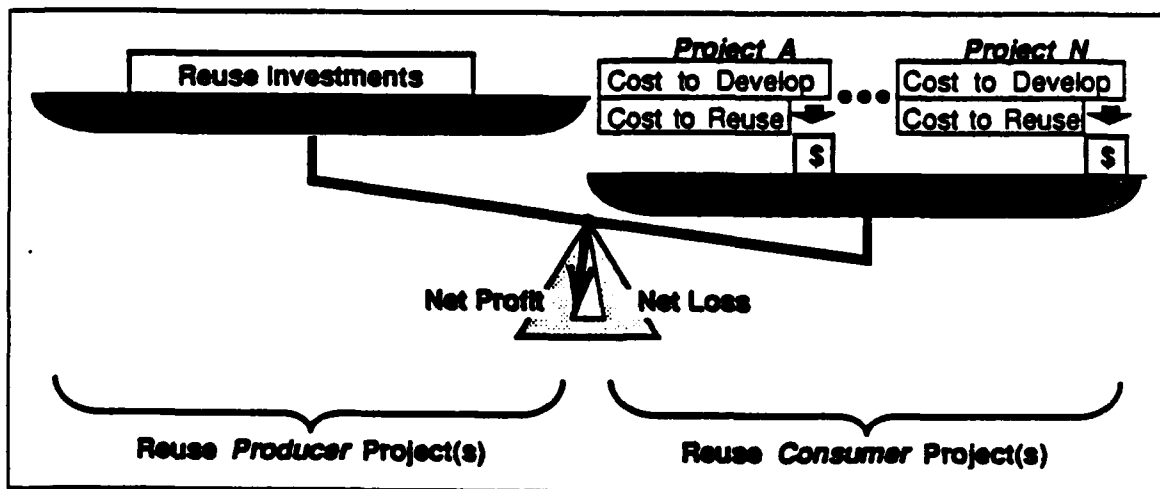 Reuse Investments
Project A
Cost to Develop
Cost to Reuse
$
Project N
Cost to Develop
Cost to Reuse
$
Net Profit
Net Loss
Reuse Producer Project(s)
Reuse Consumer Project(s)